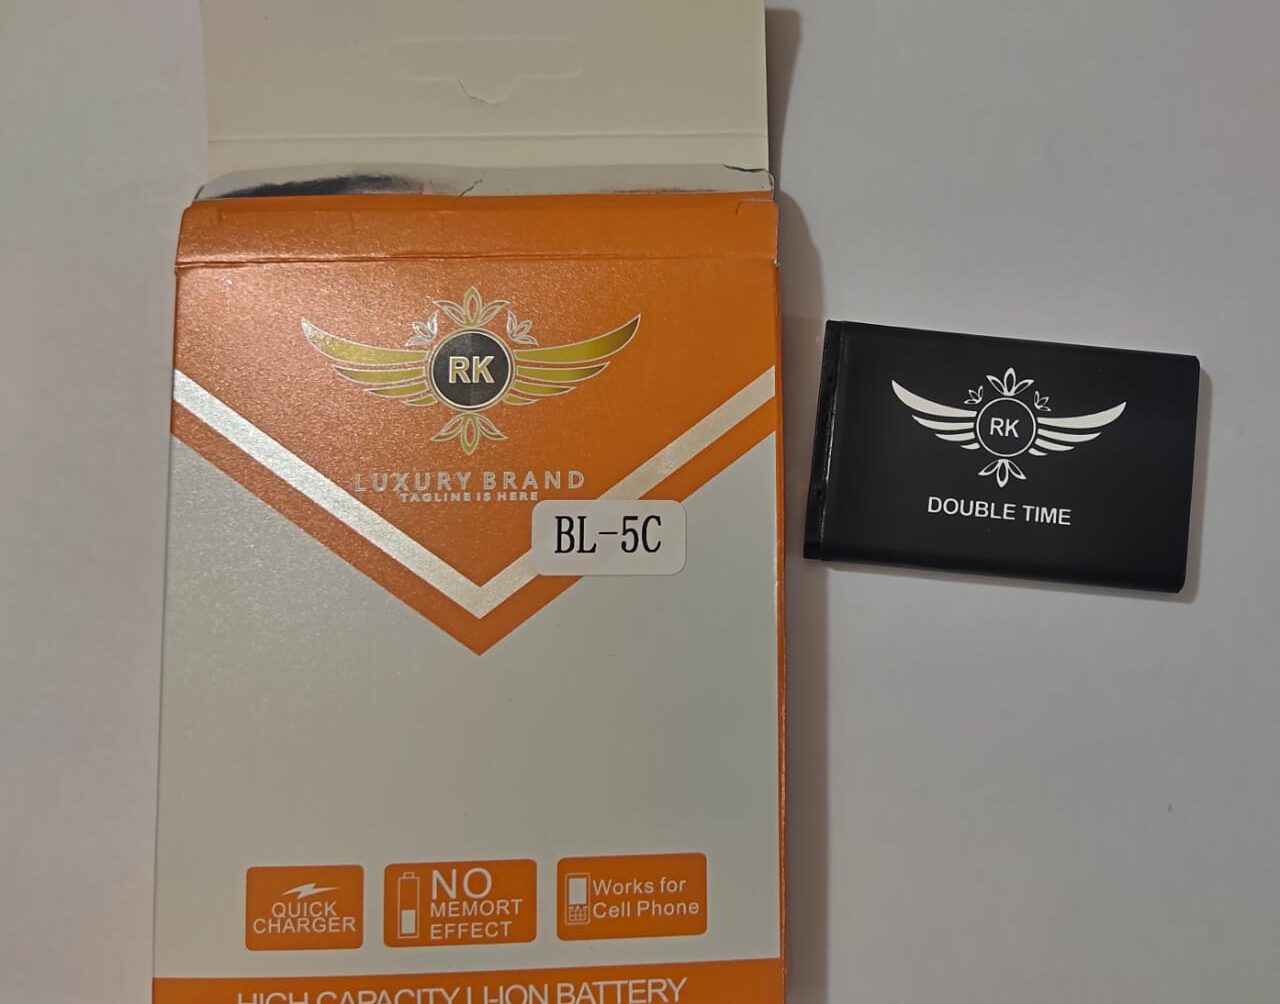 RK
LUXURY BRAND
TAGLINE IS HERE
BL-5C
QUICK
CHARGER
NO
MEMORT
EFFECT
Works for
Cell Phone
HIGH CAPACITY LI-ION BATTERY
RK
DOUBLE TIME